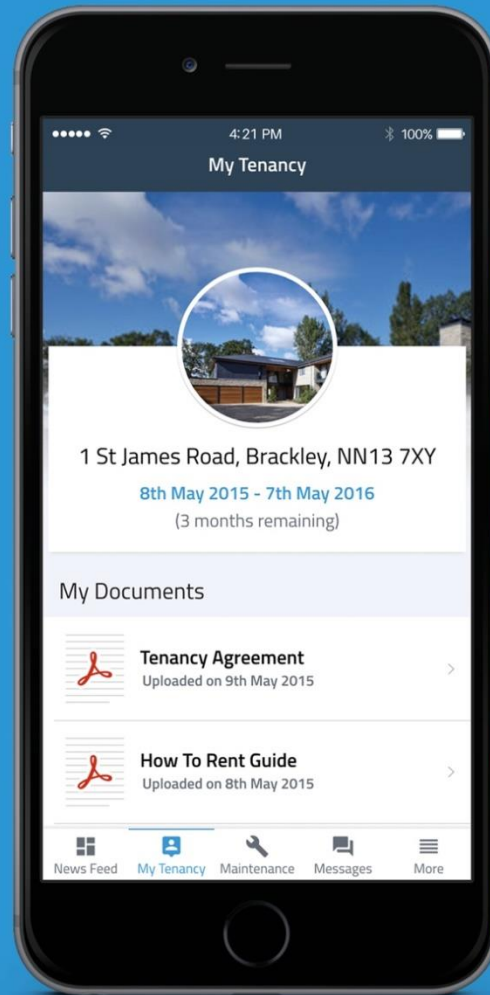 4:21 PM
100%
My Tenancy
1 St James Road, Brackley, NN13 7XY
8th May 2015 - 7th May 2016
(3 months remaining)
My Documents
Tenancy Agreement
Uploaded on 9th May 2015
How To Rent Guide
Uploaded on 8th May 2015
News Feed My Tenancy Maintenance Messages More